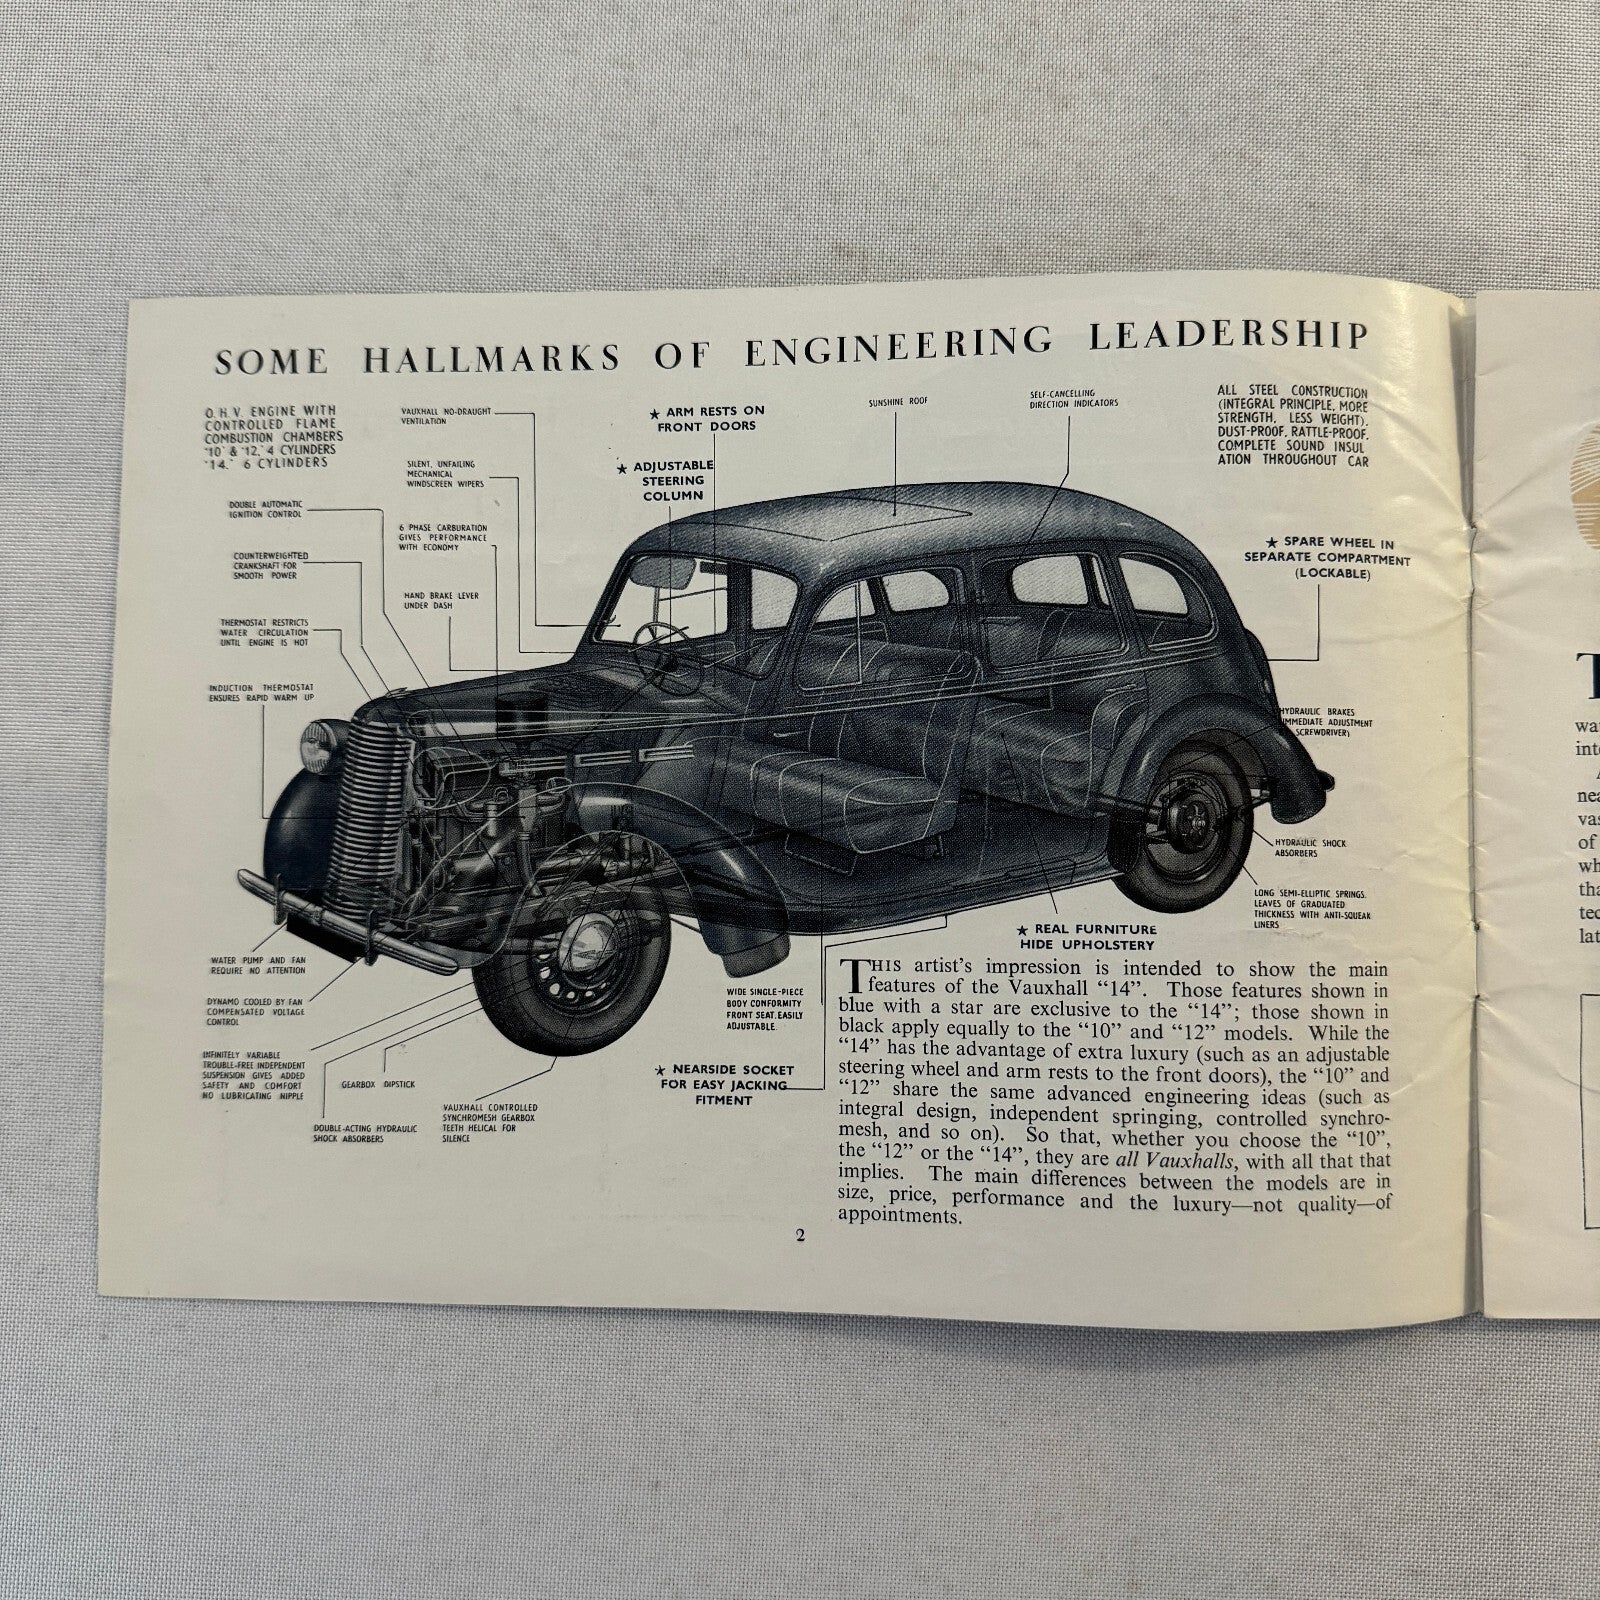 SOME HALLMARKS OF ENGINEERING LEADERSHIP
O.H.V. ENGINE WITH
CONTROLLED FLAME
COMBUSTION CHAMBERS
'10' & '12,' 4 CYLINDERS
'14.' 6 CYLINDERS
VAUXHALL NO-DRAUGHT
VENTILATION
★ ARM RESTS ON
FRONT DOORS
SUNSHINE ROOF
SELF-CANCELLING
DIRECTION INDICATORS
ALL STEEL CONSTRUCTION
(INTEGRAL PRINCIPLE, MORE
STRENGTH, LESS WEIGHT).
DUST-PROOF. RATTLE-PROOF.
COMPLETE SOUND INSUL
ATION THROUGHOUT CAR
SILENT, UNFAILING
MECHANICAL
WINDSCREEN WIPERS
★ ADJUSTABLE
STEERING
COLUMN
DOUBLE AUTOMATIC
IGNITION CONTROL
6 PHASE CARBURATION
GIVES PERFORMANCE
WITH ECONOMY
★ SPARE WHEEL IN
SEPARATE COMPARTMENT
(LOCKABLE)
COUNTERWEIGHTED
CRANKSHAFT FOR
SMOOTH POWER
HAND BRAKE LEVER
UNDER DASH
THERMOSTAT RESTRICTS
WATER CIRCULATION
UNTIL ENGINE IS HOT
INDUCTION THERMOSTAT
ENSURES RAPID WARM UP
HYDRAULIC BRAKES
IMMEDIATE ADJUSTMENT
SCREWDRIVER)
HYDRAULIC SHOCK
ABSORBERS
LONG SEMI-ELLIPTIC SPRINGS.
LEAVES OF GRADUATED
THICKNESS WITH ANTI-SQUEAK
LINERS
★ REAL FURNITURE
HIDE UPHOLSTERY
WATER PUMP AND FAN
REQUIRE NO ATTENTION
DYNAMO COOLED BY FAN
COMPENSATED VOLTAGE
CONTROL
WIDE SINGLE-PIECE
BODY CONFORMITY
FRONT SEAT. EASILY
ADJUSTABLE.
INFINITELY VARIABLE
TROUBLE-FREE INDEPENDENT
SUSPENSION GIVES ADDED
SAFETY AND COMFORT
NO LUBRICATING NIPPLE
GEARBOX DIPSTICK
★ NEARSIDE SOCKET
FOR EASY JACKING
FITMENT
DOUBLE-ACTING HYDRAULIC
SHOCK ABSORBERS
VAUXHALL CONTROLLED
SYNCHROMESH GEARBOX
TEETH HELICAL FOR
SILENCE
THIS artist's impression is intended to show the main
features of the Vauxhall "14". Those features shown in
blue with a star are exclusive to the "14"; those shown in
black apply equally to the "10" and "12" models. While the
"14" has the advantage of extra luxury (such as an adjustable
steering wheel and arm rests to the front doors), the "10" and
"12" share the same advanced engineering ideas (such as
integral design, independent springing, controlled synchro-
mesh, and so on). So that, whether you choose the "10",
the "12" or the "14", they are all Vauxhalls, with all that that
implies. The main differences between the models are in
size, price, performance and the luxury—not quality—of
appointments.
2